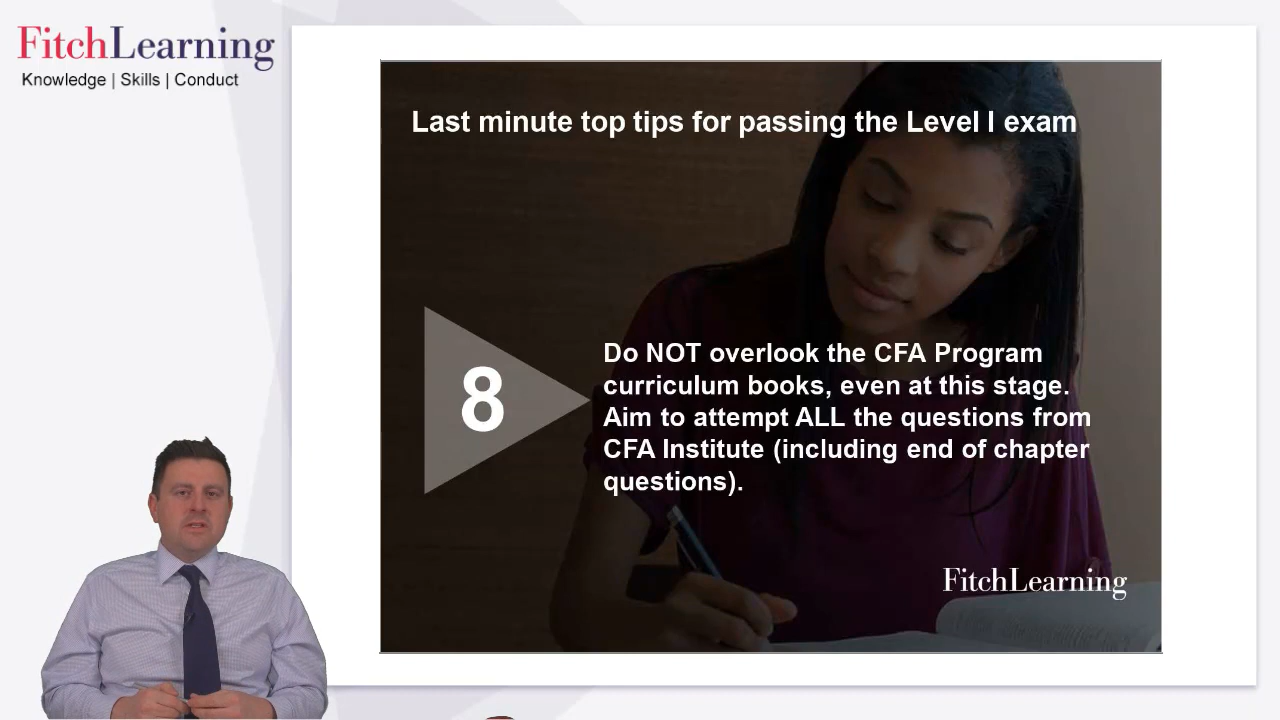 FitchLearning
Knowledge | Skills | Conduct
Last minute top tips for passing the Level I exam
8
Do NOT overlook the CFA Program
curriculum books, even at this stage.
Aim to attempt ALL the questions from
CFA Institute (including end of chapter
questions).
FitchLearning